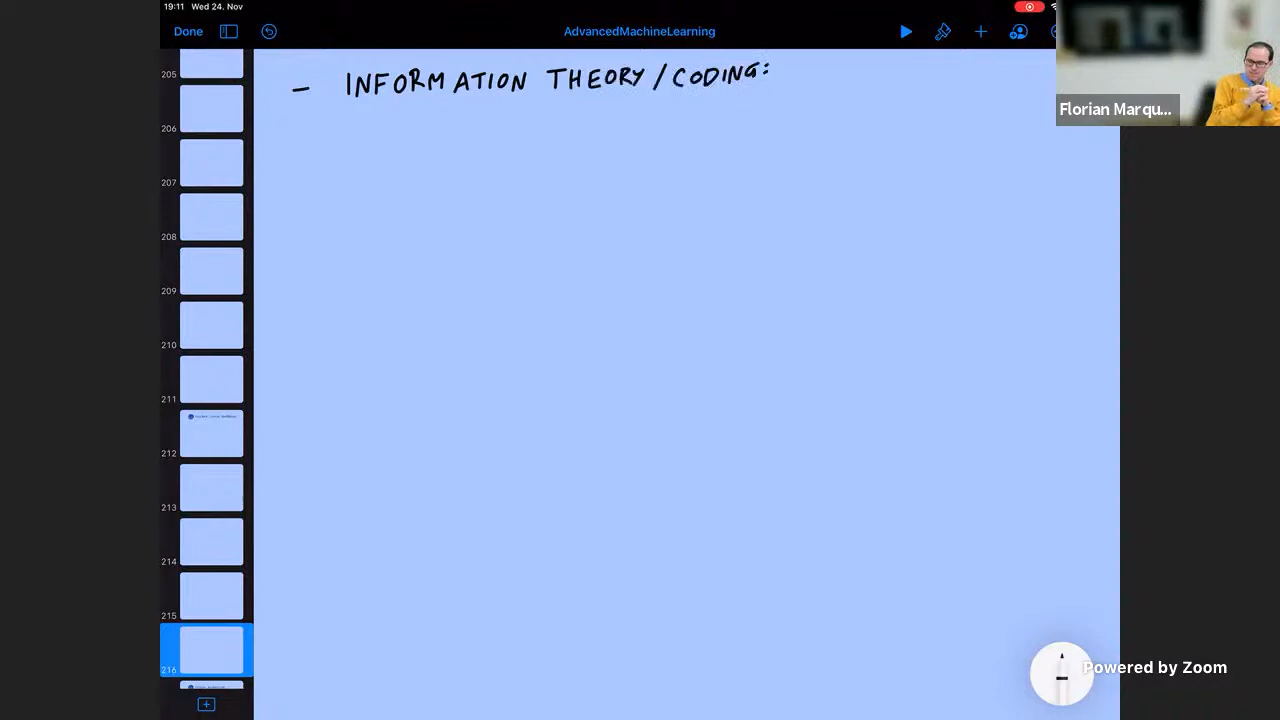 19:11 Wed 24. Nov
Done
AdvancedMachineLearning
- INFORMATION THEORY/CODING:
Florian Marqu...
205
206
207
208
209
210
211
212
213
214
215
216
Powered by Zoom